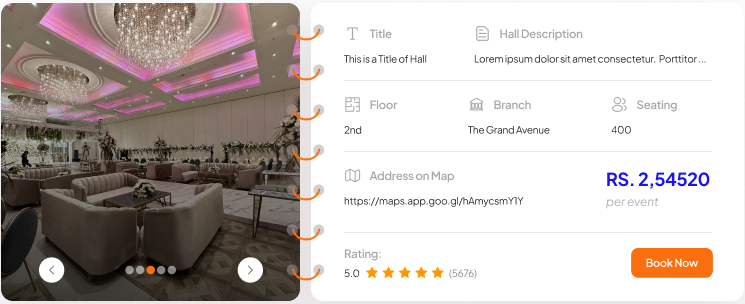 Title
Hall Description
This is a Title of Hall
Lorem ipsum dolor sit amet consectetur. Porttitor ...
Floor
Branch
Seating
2nd
The Grand Avenue
400
Address on Map
RS. 2,54520
https://maps.app.goo.gl/hAmycsmY1Y
per event
Rating:
5.0
(5676)
Book Now